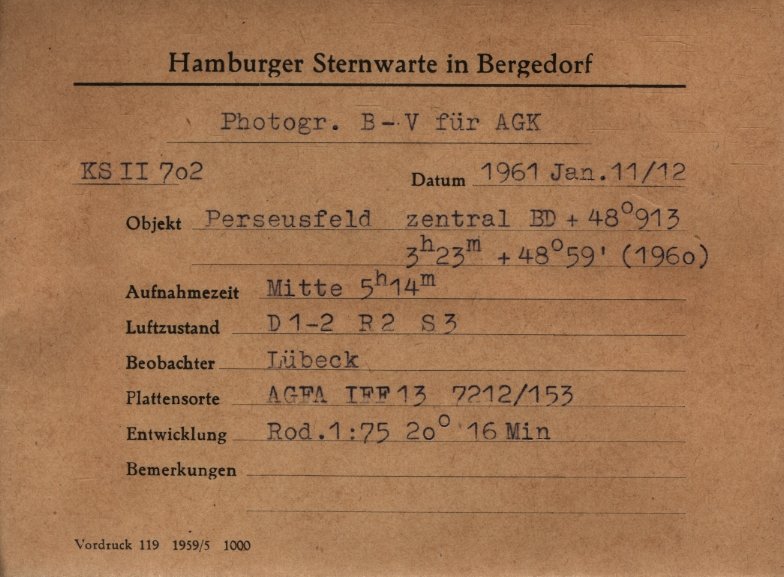 Hamburger Sternwarte in Bergedorf
Photogr. B-V für AGK
KS II 7o2 Datum 1961 Jan.11/12
Objekt Perseusfeld zentral BD + 48°913
3ʰ23ᵐ +48°59' (196o)
Aufnahmezeit Mitte 5ʰ14ᵐ
Luftzustand D 1-2 R 2 S 3
Beobachter Lübeck
Plattensorte AGFA IFF 13 7212/153
Entwicklung Rod.1:75 2o° 16 Min
Bemerkungen
Vordruck 119 1959/5 1000